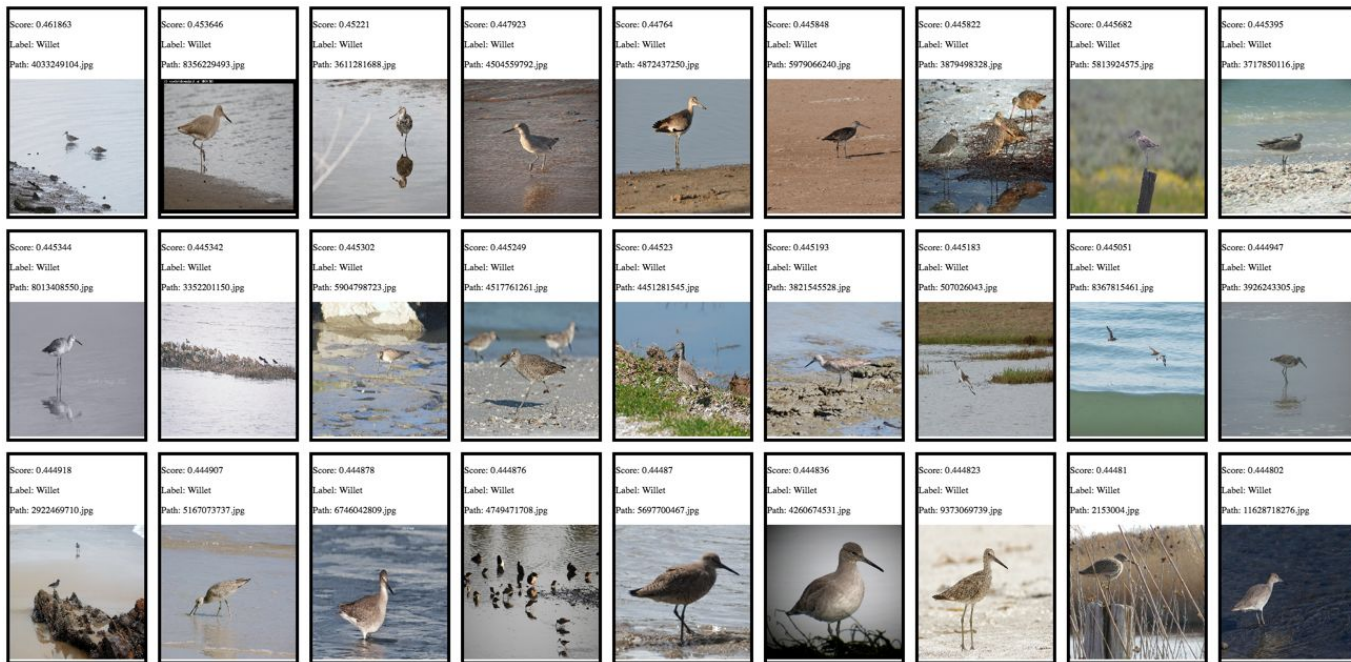 Score: 0.461863
Label: Willet
Path: 4033249104.jpg
Score: 0.453646
Label: Willet
Path: 8356229493.jpg
Score: 0.45221
Label: Willet
Path: 3611281688.jpg
Score: 0.447923
Label: Willet
Path: 4504559792.jpg
Score: 0.44764
Label: Willet
Path: 4872437250.jpg
Score: 0.445848
Label: Willet
Path: 5979066240.jpg
Score: 0.445822
Label: Willet
Path: 3879498328.jpg
Score: 0.445682
Label: Willet
Path: 5813924575.jpg
Score: 0.445395
Label: Willet
Path: 3717850116.jpg
Score: 0.445344
Label: Willet
Path: 8013408550.jpg
Score: 0.445342
Label: Willet
Path: 3352201150.jpg
Score: 0.445302
Label: Willet
Path: 5904798723.jpg
Score: 0.445249
Label: Willet
Path: 4517761261.jpg
Score: 0.44523
Label: Willet
Path: 4451281545.jpg
Score: 0.445193
Label: Willet
Path: 3821545528.jpg
Score: 0.445183
Label: Willet
Path: 507026043.jpg
Score: 0.445051
Label: Willet
Path: 8367815461.jpg
Score: 0.444947
Label: Willet
Path: 3926243305.jpg
Score: 0.444918
Label: Willet
Path: 2922469710.jpg
Score: 0.444907
Label: Willet
Path: 5167073737.jpg
Score: 0.444878
Label: Willet
Path: 6746042809.jpg
Score: 0.444876
Label: Willet
Path: 4749471708.jpg
Score: 0.44487
Label: Willet
Path: 5697700467.jpg
Score: 0.444836
Label: Willet
Path: 4260674531.jpg
Score: 0.444823
Label: Willet
Path: 9373069739.jpg
Score: 0.44481
Label: Willet
Path: 2153004.jpg
Score: 0.444802
Label: Willet
Path: 11628718276.jpg